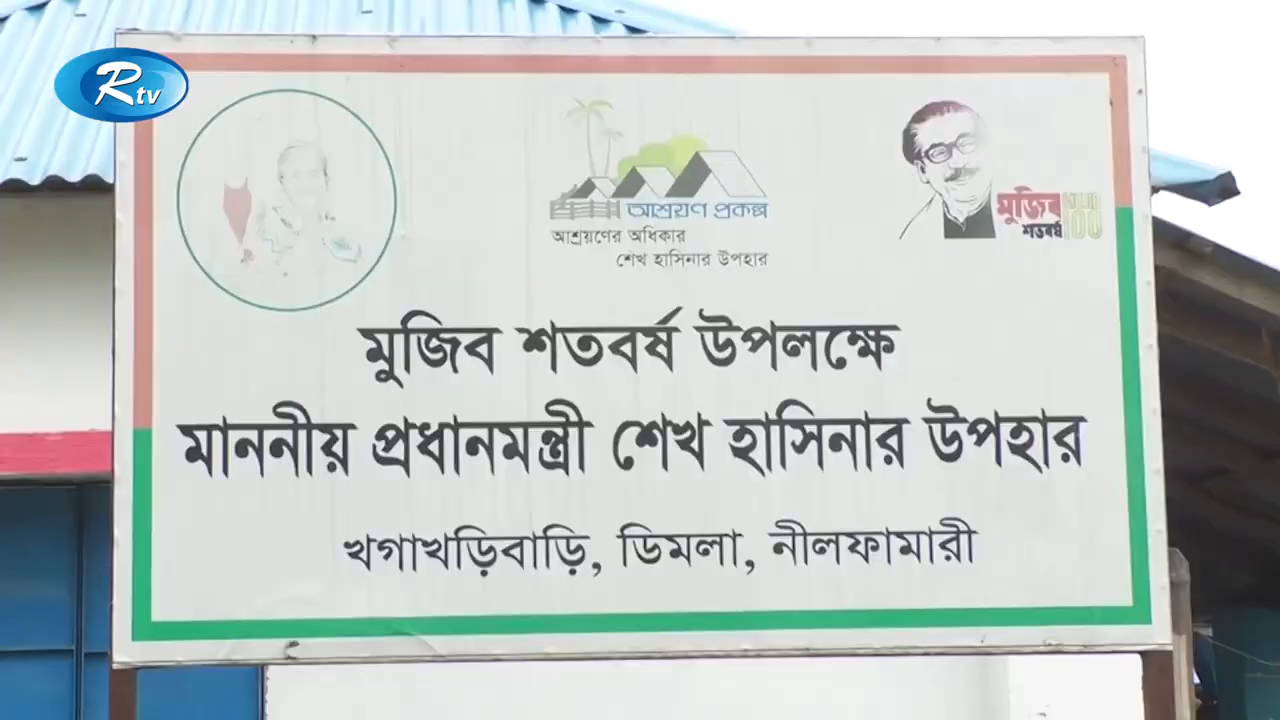 Rtv
আশ্রয়ণ প্রকল্প
আশ্রয়ণের অধিকার
শেখ হাসিনার উপহার
মুজিব
শতবর্ষ 100
মুজিব শতবর্ষ উপলক্ষে
মাননীয় প্রধানমন্ত্রী শেখ হাসিনার উপহার
খগাখড়িবাড়ি, ডিমলা, নীলফামারী